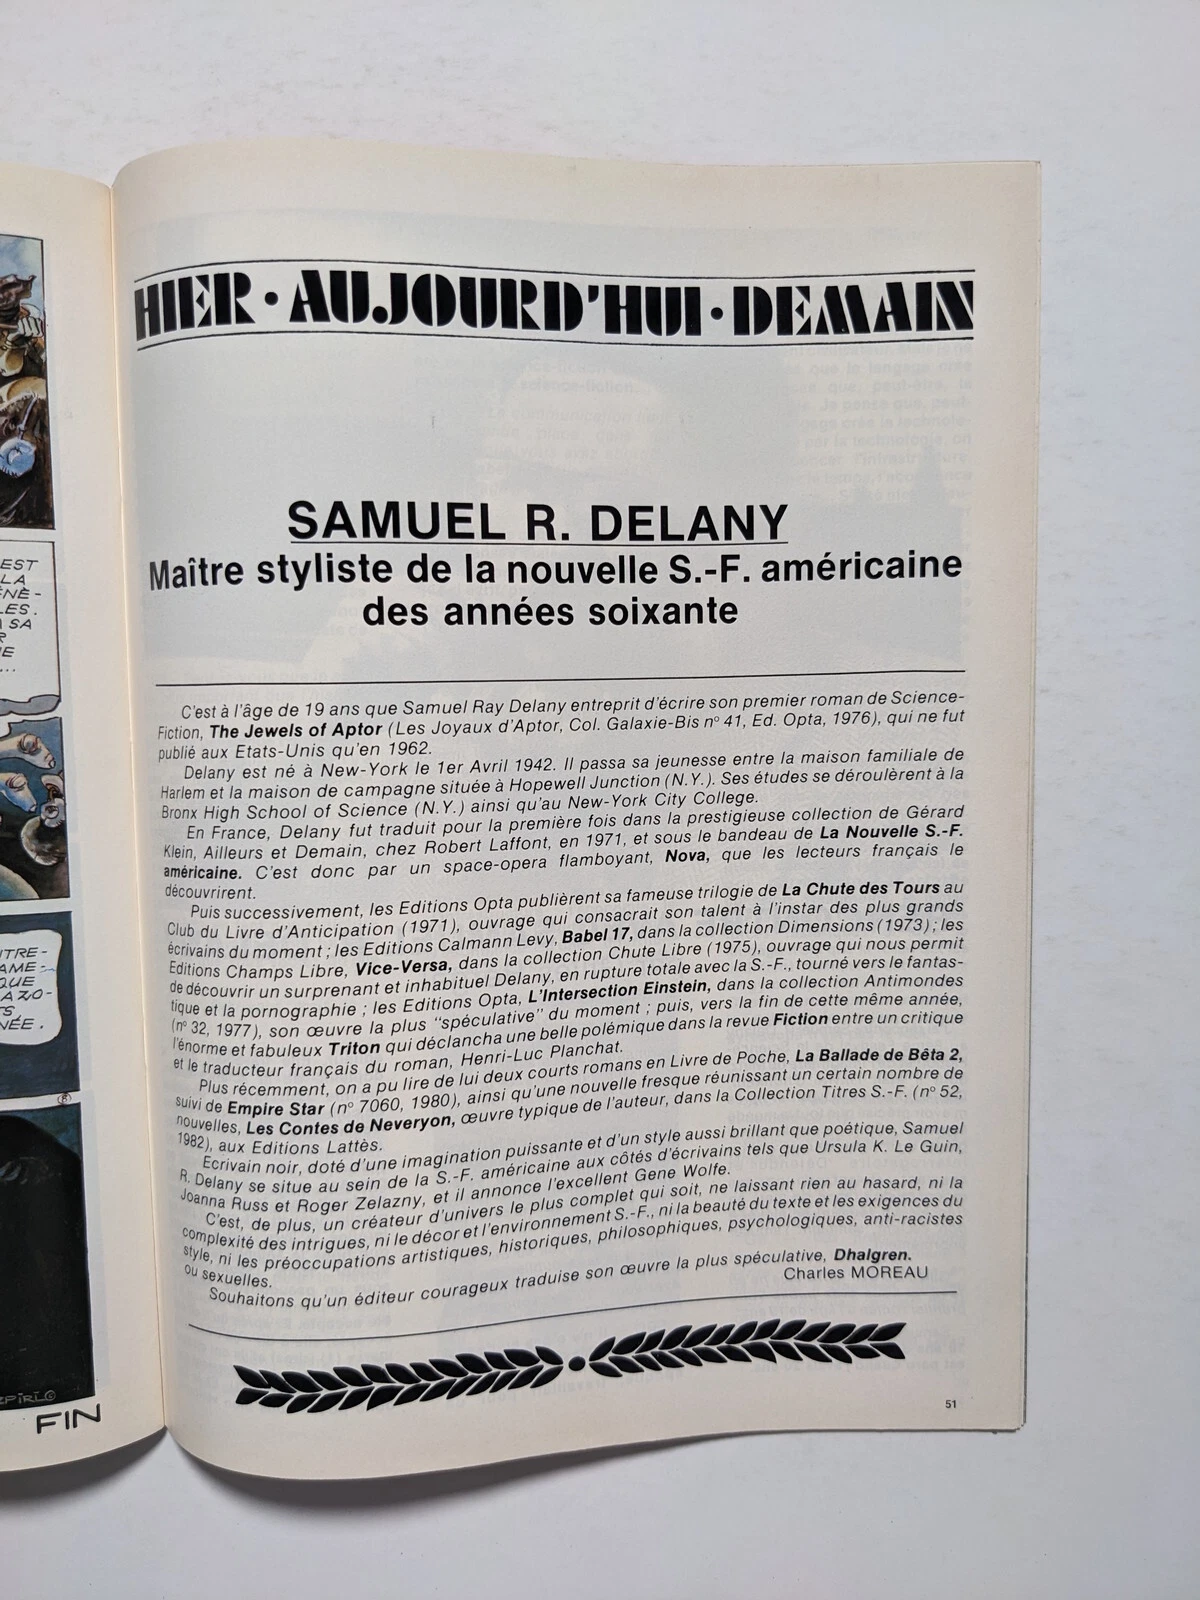 EST
LA
ÉNÈ-
LES.
SA
R
NE
...
TRE-
AME-
QUE
AZO-
TS,
NÉE.
8
FIN
HIER • AUJOURD'HUI • DEMAIN
SAMUEL R. DELANY
Maître styliste de la nouvelle S.-F. américaine
des années soixante
C'est à l'âge de 19 ans que Samuel Ray Delany entreprit d'écrire son premier roman de Science-
Fiction, The Jewels of Aptor (Les Joyaux d'Aptor, Col. Galaxie-Bis n° 41, Ed. Opta, 1976), qui ne fut
publié aux Etats-Unis qu'en 1962.
Delany est né à New-York le 1er Avril 1942. Il passa sa jeunesse entre la maison familiale de
Harlem et la maison de campagne située à Hopewell Junction (N.Y.). Ses études se déroulèrent à la
Bronx High School of Science (N.Y.) ainsi qu'au New-York City College.
En France, Delany fut traduit pour la première fois dans la prestigieuse collection de Gérard
Klein, Ailleurs et Demain, chez Robert Laffont, en 1971, et sous le bandeau de La Nouvelle S.-F.
américaine. C'est donc par un space-opera flamboyant, Nova, que les lecteurs français le
découvrirent.
Puis successivement, les Editions Opta publièrent sa fameuse trilogie de La Chute des Tours au
Club du Livre d'Anticipation (1971), ouvrage qui consacrait son talent à l'instar des plus grands
écrivains du moment ; les Editions Calmann Levy, Babel 17, dans la collection Dimensions (1973) ; les
Editions Champs Libre, Vice-Versa, dans la collection Chute Libre (1975), ouvrage qui nous permit
de découvrir un surprenant et inhabituel Delany, en rupture totale avec la S.-F., tourné vers le fantas-
tique et la pornographie ; les Editions Opta, L'Intersection Einstein, dans la collection Antimondes
(n° 32, 1977), son œuvre la plus "spéculative" du moment ; puis, vers la fin de cette même année,
l'énorme et fabuleux Triton qui déclancha une belle polémique dans la revue Fiction entre un critique
et le traducteur français du roman, Henri-Luc Planchat.
Plus récemment, on a pu lire de lui deux courts romans en Livre de Poche, La Ballade de Bêta 2,
suivi de Empire Star (n° 7060, 1980), ainsi qu'une nouvelle fresque réunissant un certain nombre de
nouvelles, Les Contes de Neveryon, œuvre typique de l'auteur, dans la Collection Titres S.-F. (n° 52,
1982), aux Editions Lattès.
Ecrivain noir, doté d'une imagination puissante et d'un style aussi brillant que poétique, Samuel
R. Delany se situe au sein de la S.-F. américaine aux côtés d'écrivains tels que Ursula K. Le Guin,
Joanna Russ et Roger Zelazny, et il annonce l'excellent Gene Wolfe.
C'est, de plus, un créateur d'univers le plus complet qui soit, ne laissant rien au hasard, ni la
complexité des intrigues, ni le décor et l'environnement S.-F., ni la beauté du texte et les exigences du
style, ni les préoccupations artistiques, historiques, philosophiques, psychologiques, anti-racistes
ou sexuelles.
Souhaitons qu'un éditeur courageux traduise son œuvre la plus spéculative, Dhalgren.
Charles MOREAU
51